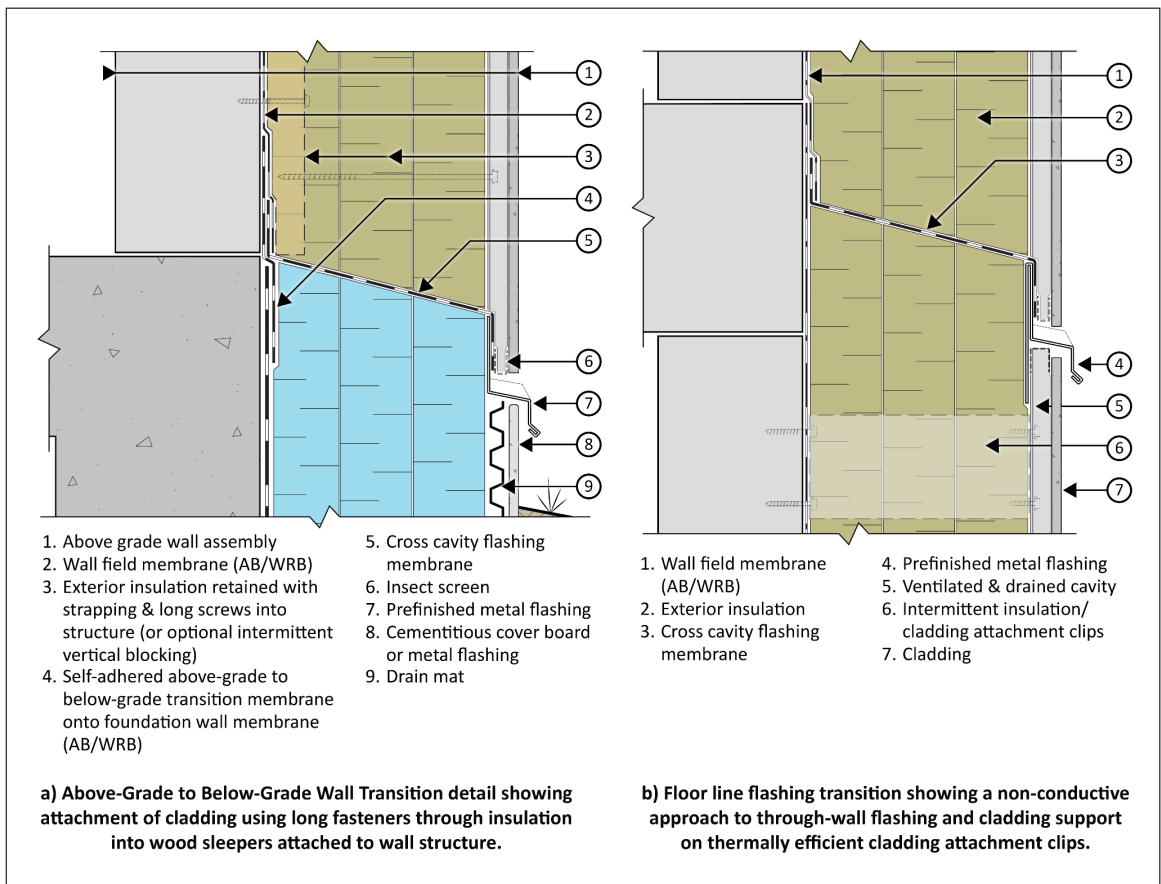 1
2
3
4
5
6
7
8
9
1
2
3
4
5
6
7
1. Above grade wall assembly
2. Wall field membrane (AB/WRB)
3. Exterior insulation retained with
strapping & long screws into
structure (or optional intermittent
vertical blocking)
4. Self-adhered above-grade to
below-grade transition membrane
onto foundation wall membrane
(AB/WRB)
5. Cross cavity flashing
membrane
6. Insect screen
7. Prefinished metal flashing
8. Cementitious cover board
or metal flashing
9. Drain mat
1. Wall field membrane
(AB/WRB)
2. Exterior insulation
3. Cross cavity flashing
membrane
4. Prefinished metal flashing
5. Ventilated & drained cavity
6. Intermittent insulation/
cladding attachment clips
7. Cladding
a) Above-Grade to Below-Grade Wall Transition detail showing
attachment of cladding using long fasteners through insulation
into wood sleepers attached to wall structure.
b) Floor line flashing transition showing a non-conductive
approach to through-wall flashing and cladding support
on thermally efficient cladding attachment clips.